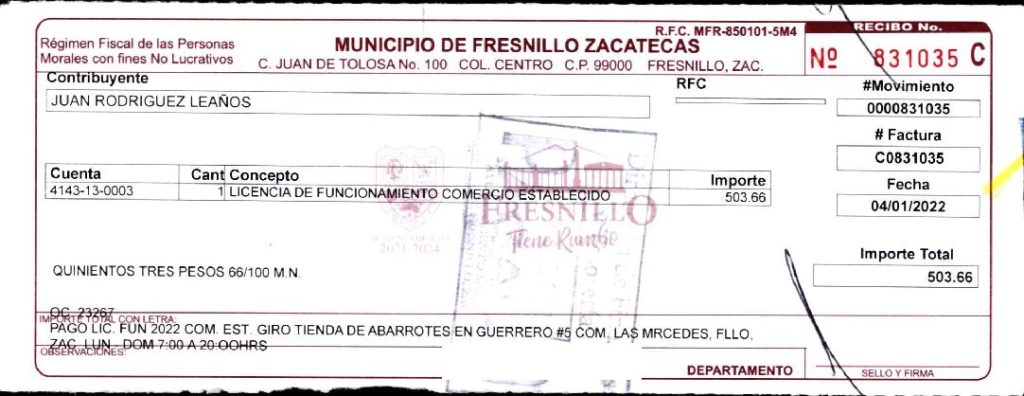 R.F.C. MFR-850101-5M4
RECIBO No.
Régimen Fiscal de las Personas
Morales con fines No Lucrativos
MUNICIPIO DE FRESNILLO ZACATECAS
C. JUAN DE TOLOSA No. 100 COL. CENTRO C.P. 99000 FRESNILLO, ZAC.
Nº 831035 C
Contribuyente
RFC
#Movimiento
JUAN RODRIGUEZ LEAÑOS
0000831035
# Factura
C0831035
Cuenta Cant Concepto Importe
4143-13-0003 1 LICENCIA DE FUNCIONAMIENTO COMERCIO ESTABLECIDO 503.66
Fecha
04/01/2022
FRESNILLO
Tiene Rumbo
2021-2024
Importe Total
503.66
QUINIENTOS TRES PESOS 66/100 M.N.
OC 23267
IMPORTE TOTAL CON LETRA:
PAGO LIC. FUN 2022 COM. EST. GIRO TIENDA DE ABARROTES EN GUERRERO #5 COM. LAS MRCEDES, FLLO,
ZAC. LUN - DOM 7:00 A 20:OOHRS
OBSERVACIONES:
DEPARTAMENTO
SELLO Y FIRMA